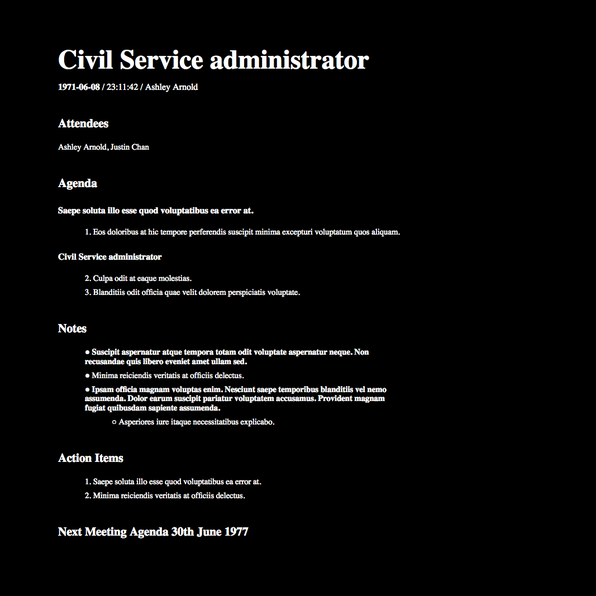 Civil Service administrator
1971-06-08 / 23:11:42 / Ashley Arnold
Attendees
Ashley Arnold, Justin Chan
Agenda
Saepe soluta illo esse quod voluptatibus ea error at.
1. Eos doloribus at hic tempore perferendis suscipit minima excepturi voluptatum quos aliquam.
Civil Service administrator
2. Culpa odit at eaque molestias.
3. Blanditiis odit officia quae velit dolorem perspiciatis voluptate.
Notes
● Suscipit aspernatur atque tempora totam odit voluptate aspernatur neque. Non
recusandae quis libero eveniet amet ullam sed.
● Minima reiciendis veritatis at officiis delectus.
● Ipsam officia magnam voluptas enim. Nesciunt saepe temporibus blanditiis vel nemo
assumenda. Dolor earum suscipit pariatur voluptatem accusamus. Provident magnam
fugiat quibusdam sapiente assumenda.
○ Asperiores iure itaque necessitatibus explicabo.
Action Items
1. Saepe soluta illo esse quod voluptatibus ea error at.
2. Minima reiciendis veritatis at officiis delectus.
Next Meeting Agenda 30th June 1977